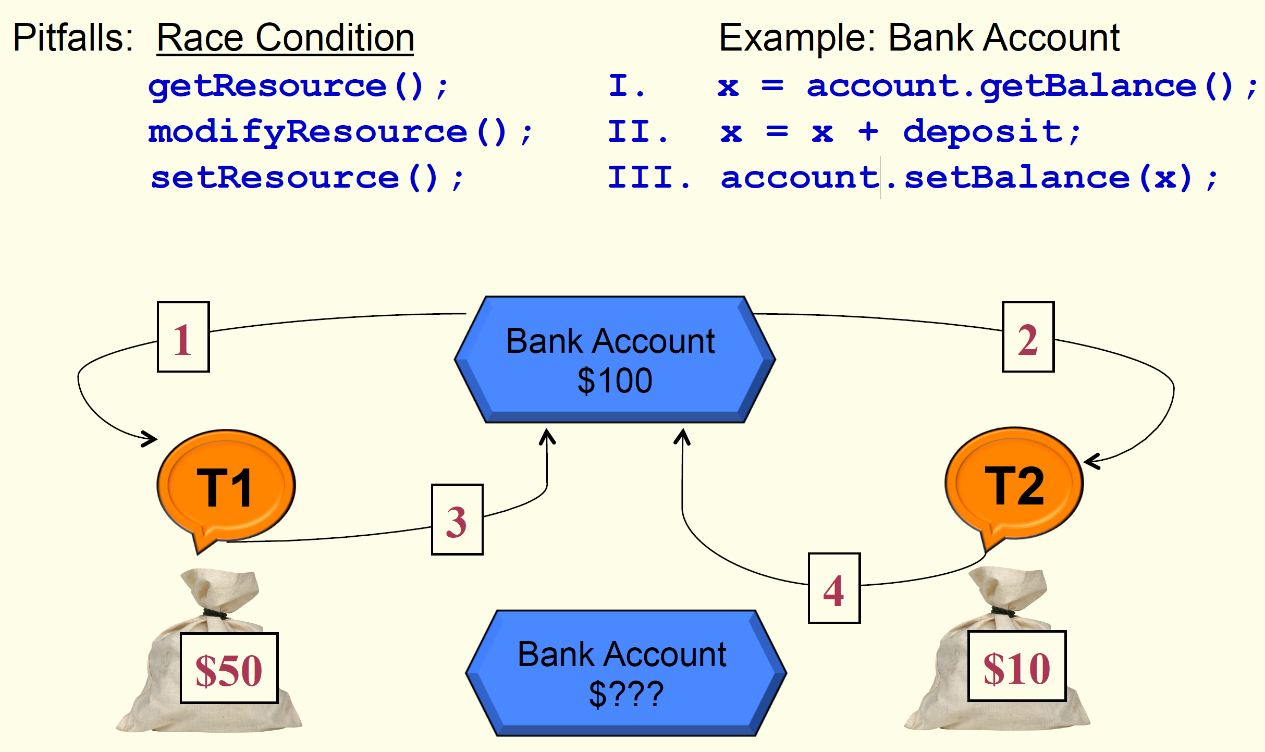 Pitfalls: Race Condition Example: Bank Account
getResource(); I. x = account.getBalance();
modifyResource(); II. x = x + deposit;
setResource(); III. account.setBalance(x);
1
Bank Account
$100
2
T1
T2
3
4
$50
Bank Account
$???
$10